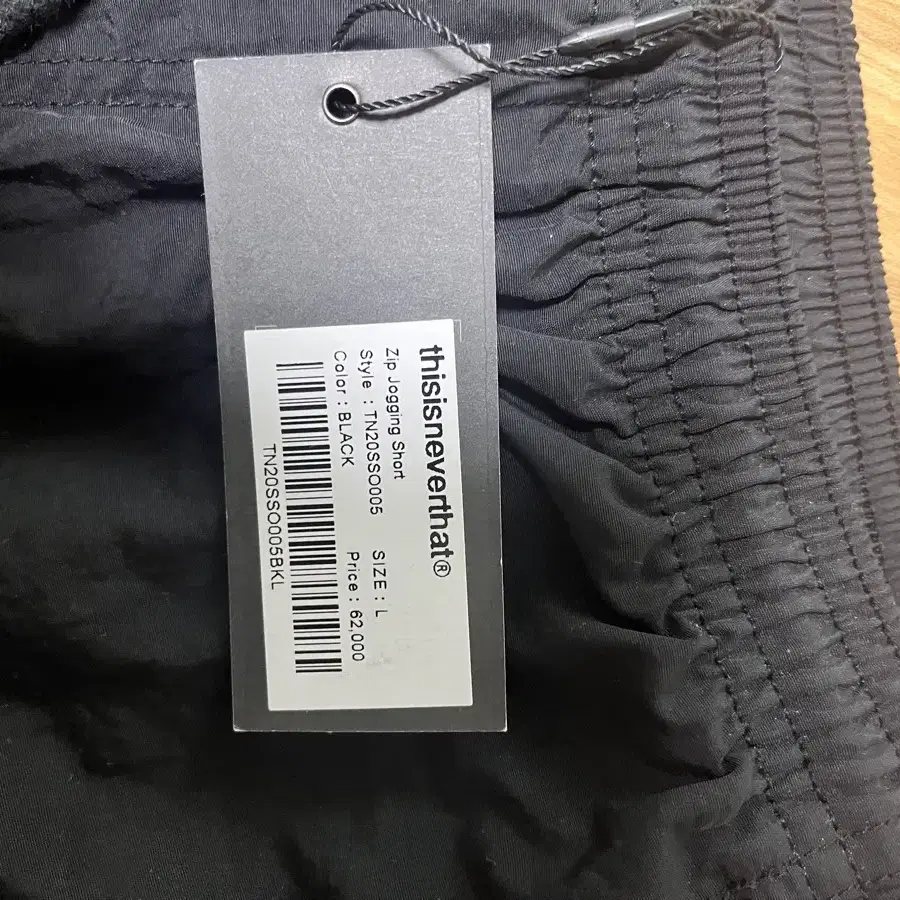 thisisneverthat®
Zip Jogging Short
Style : TN20SSO005 SIZE : L
Color : BLACK Price : 62,000
TN20SSO005BKL